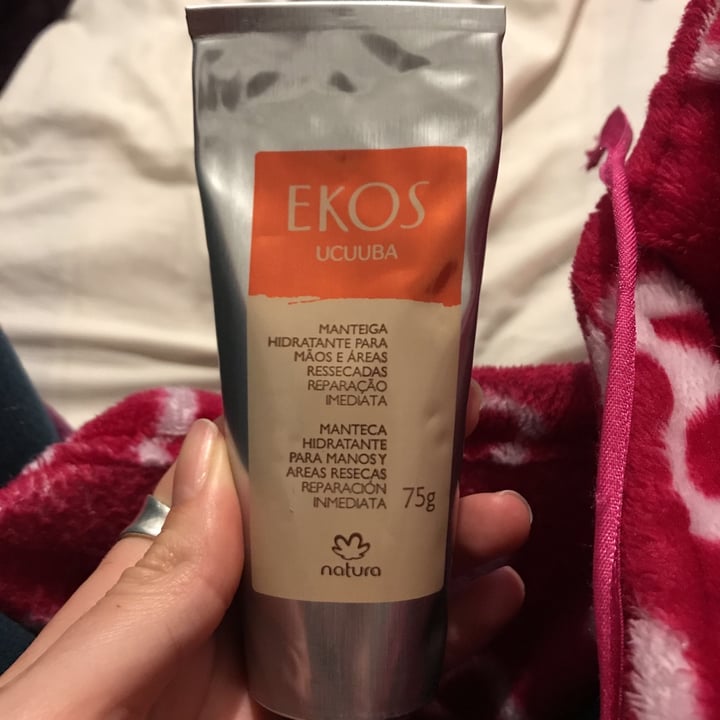 EKOS
UCUUBA
MANTEIGA
HIDRATANTE PARA
MÃOS E ÁREAS
RESSECADAS
REPARAÇÃO
IMEDIATA
MANTECA
HIDRATANTE
PARA MANOS Y
AREAS RESECAS
REPARACIÓN
INMEDIATA
75g
natura